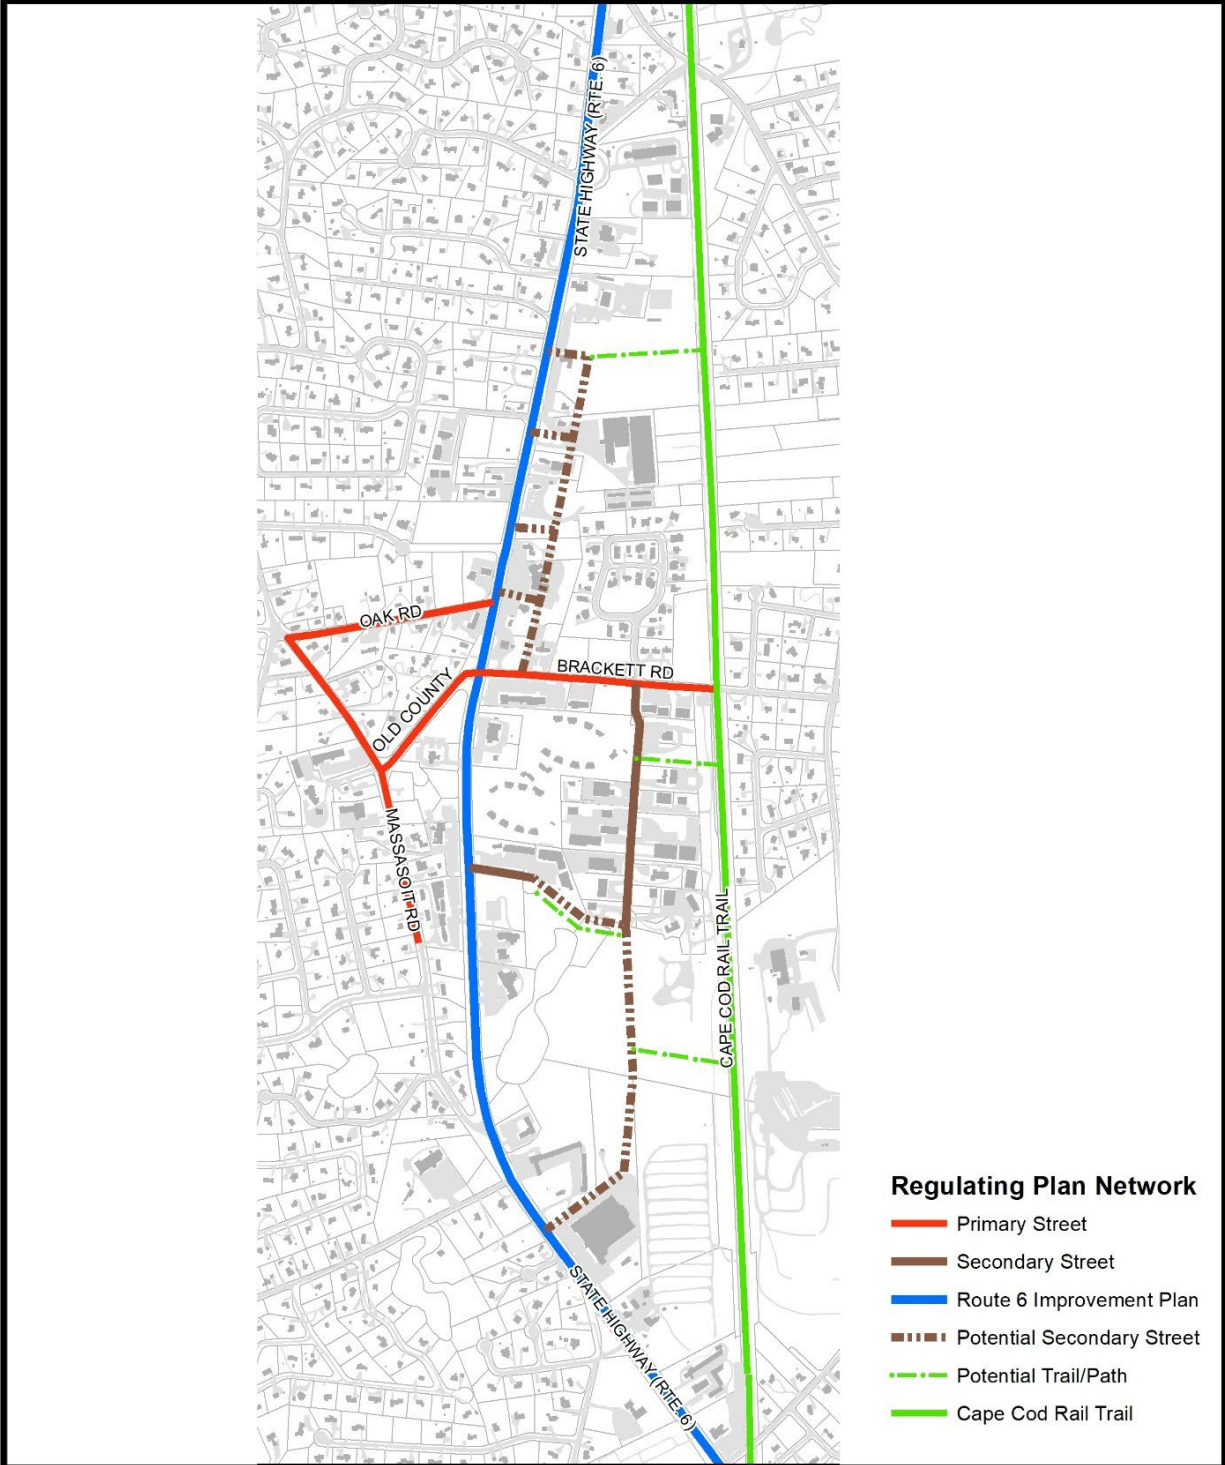 STATE HIGHWAY (RTE. 6)
OAK RD
BRACKETT RD
OLD COUNTY
MASSASOIT RD
CAPE COD RAIL TRAIL
STATE HIGHWAY (RTE. 6)
Regulating Plan Network
Primary Street
Secondary Street
Route 6 Improvement Plan
Potential Secondary Street
Potential Trail/Path
Cape Cod Rail Trail